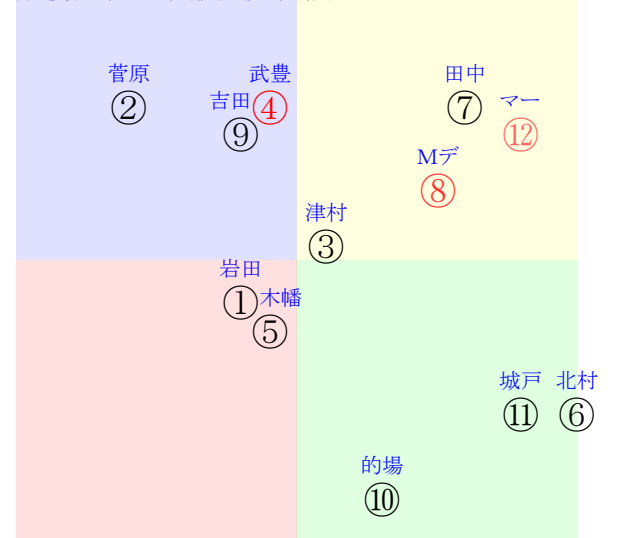 菅原
②
武豊
④
吉田
⑨
田中
⑦
マー
⑫
Mデ
⑧
津村
③
岩田
①
木幡
⑤
城戸
⑪
北村
⑥
的場
⑩